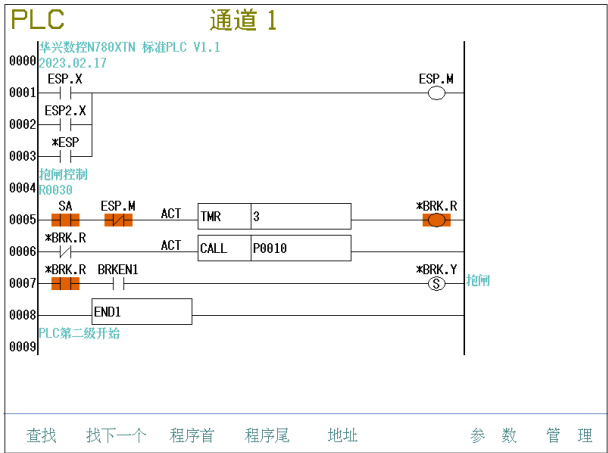 PLC 通道 1
华兴数控N780XTN 标准PLC V1.1
0000
2023.02.17
ESP.X ESP.M
0001
ESP2.X
0002
*ESP
0003
抱闸控制
0004
R0030
SA ESP.M ACT TMR 3 *BRK.R
0005
*BRK.R ACT CALL P0010
0006
*BRK.R BRKEN1 *BRK.Y
0007 S 抱闸
END1
0008
PLC第二级开始
0009
查找 找下一个 程序首 程序尾 地址 参 数 管 理